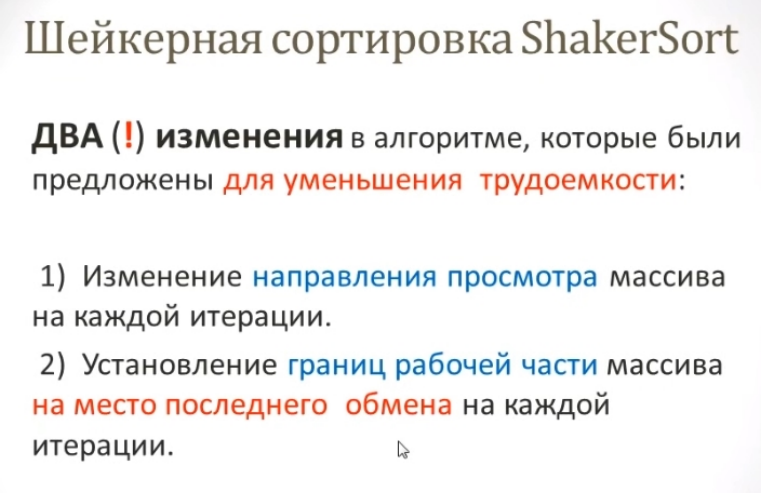 Шейкерная сортировка ShakerSort
ДВА (!) изменения в алгоритме, которые были
предложены для уменьшения трудоемкости:
1) Изменение направления просмотра массива
на каждой итерации.
2) Установление границ рабочей части массива
на место последнего обмена на каждой
итерации.